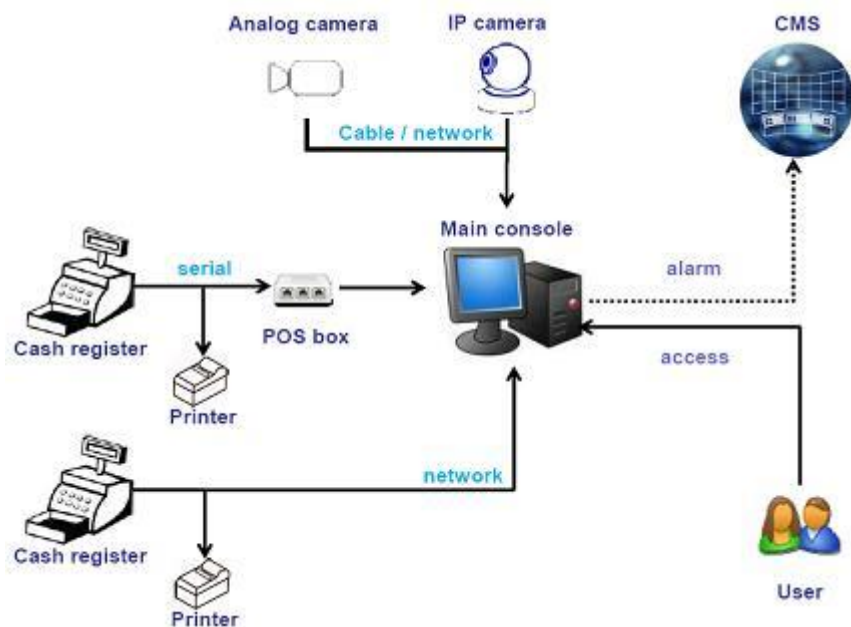 Analog camera
IP camera
CMS
Cable / network
Main console
serial
alarm
Cash register
POS box
access
Printer
network
Cash register
User
Printer